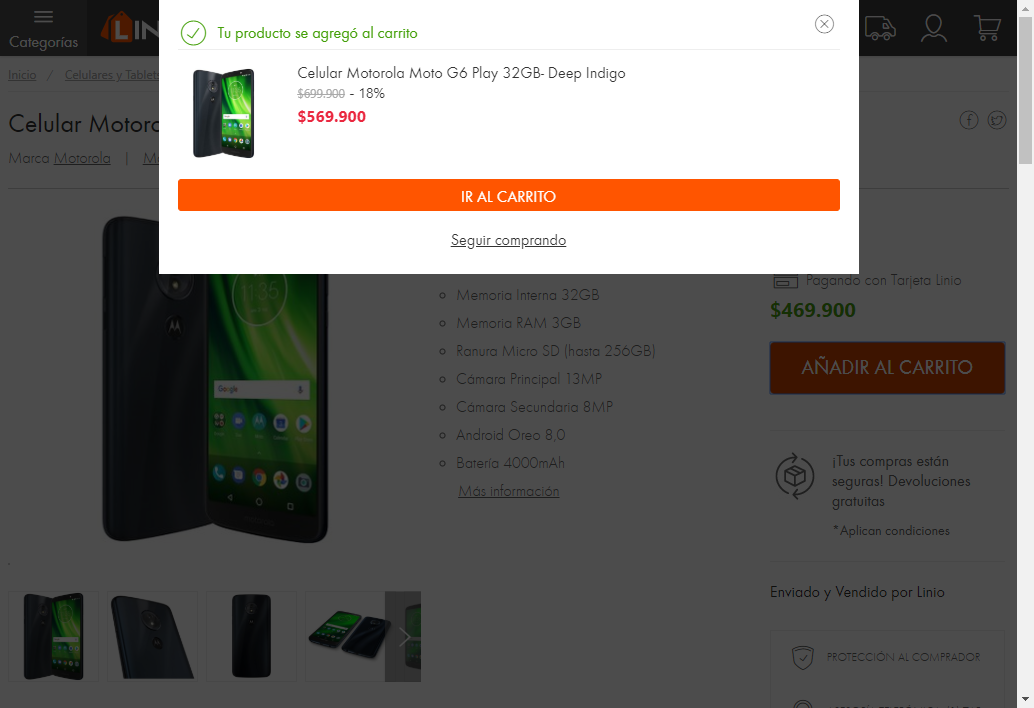 Categorías
LIN
Tu producto se agregó al carrito
Celular Motorola Moto G6 Play 32GB- Deep Indigo
$699.900 - 18%
$569.900
IR AL CARRITO
Seguir comprando
Inicio / Celulares y Tablets
Celular Motoro
Marca Motorola | M
11:35
Google
Memoria Interna 32GB
Memoria RAM 3GB
Ranura Micro SD (hasta 256GB)
Cámara Principal 13MP
Cámara Secundaria 8MP
Android Oreo 8,0
Batería 4000mAh
Más información
Pagando con Tarjeta Linio
$469.900
AÑADIR AL CARRITO
¡Tus compras están
seguras! Devoluciones
gratuitas
*Aplican condiciones
Enviado y Vendido por Linio
PROTECCIÓN AL COMPRADOR